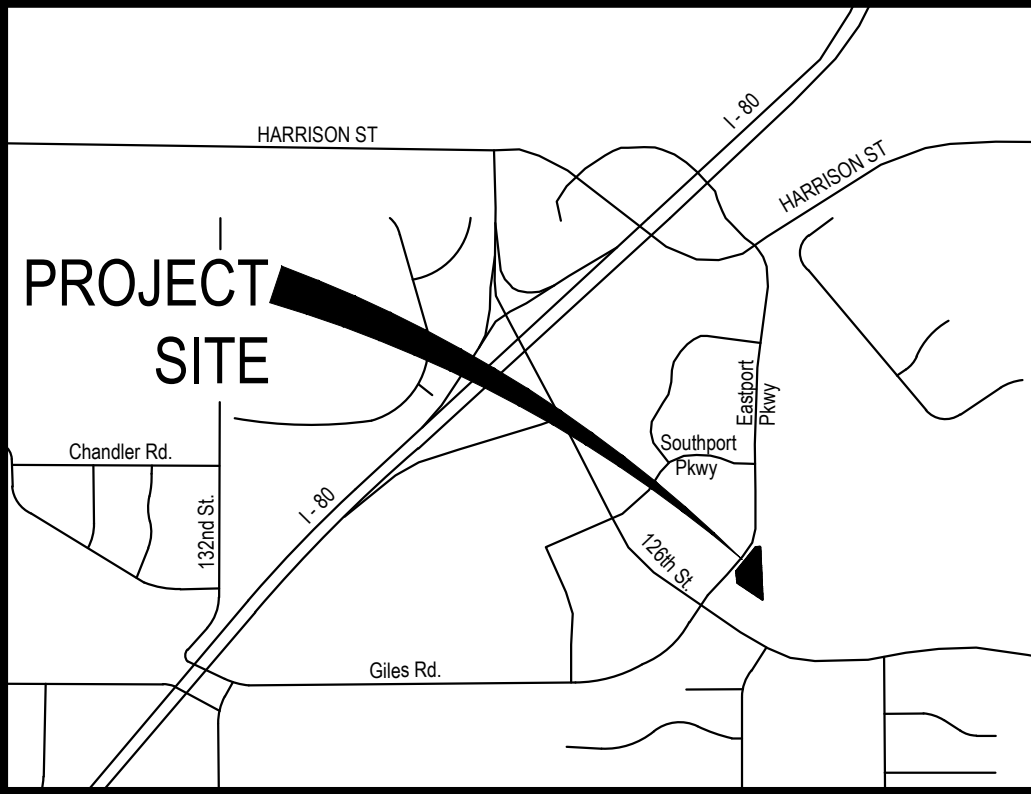 I - 80
HARRISON ST
HARRISON ST
PROJECT
SITE
Eastport
Pkwy
Southport
Pkwy
Chandler Rd.
I - 80
132nd St.
126th St.
Giles Rd.